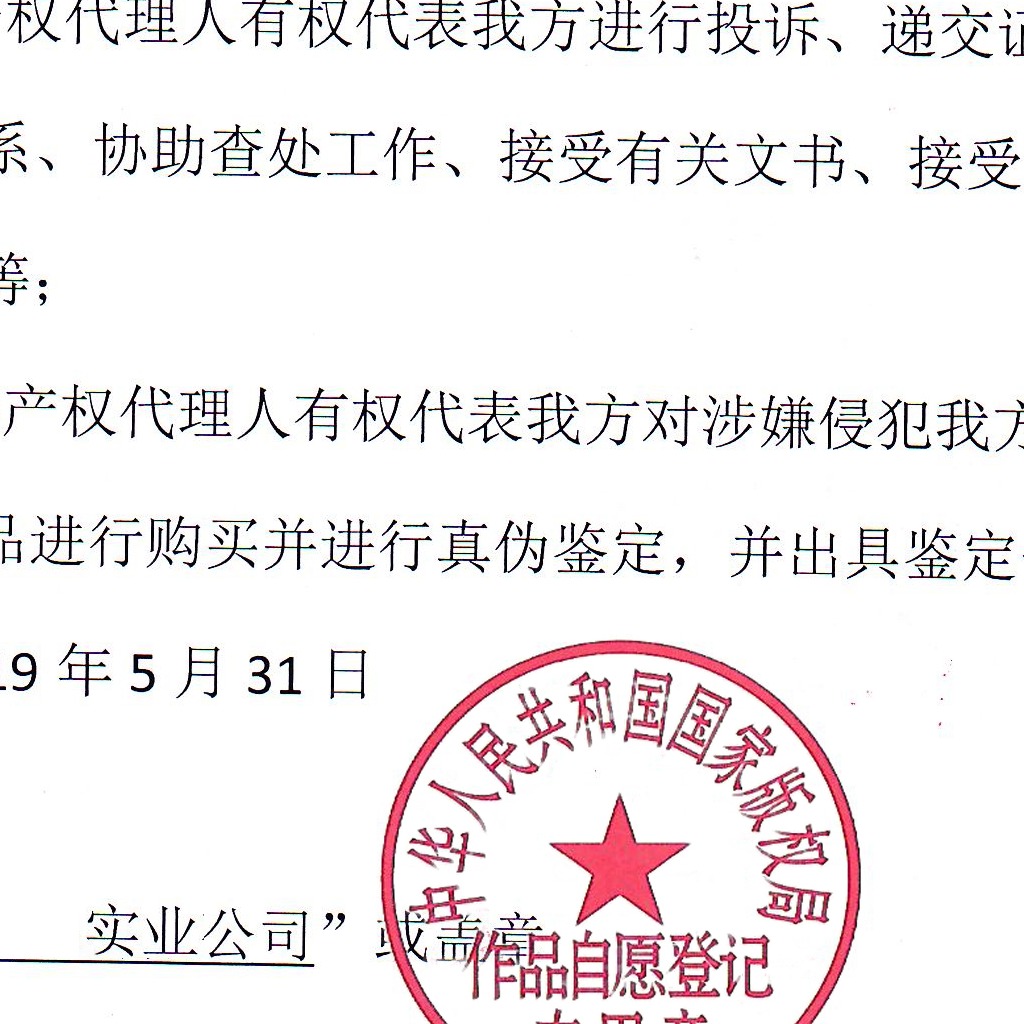 权代理人有权代表我方进行投诉、递交证
系、协助查处工作、接受有关文书、接受
等；
产权代理人有权代表我方对涉嫌侵犯我方
品进行购买并进行真伪鉴定，并出具鉴定
19 年 5 月 31 日
中华人民共和国国家版权局
实业公司” 或盖章
作品自愿登记
专用章